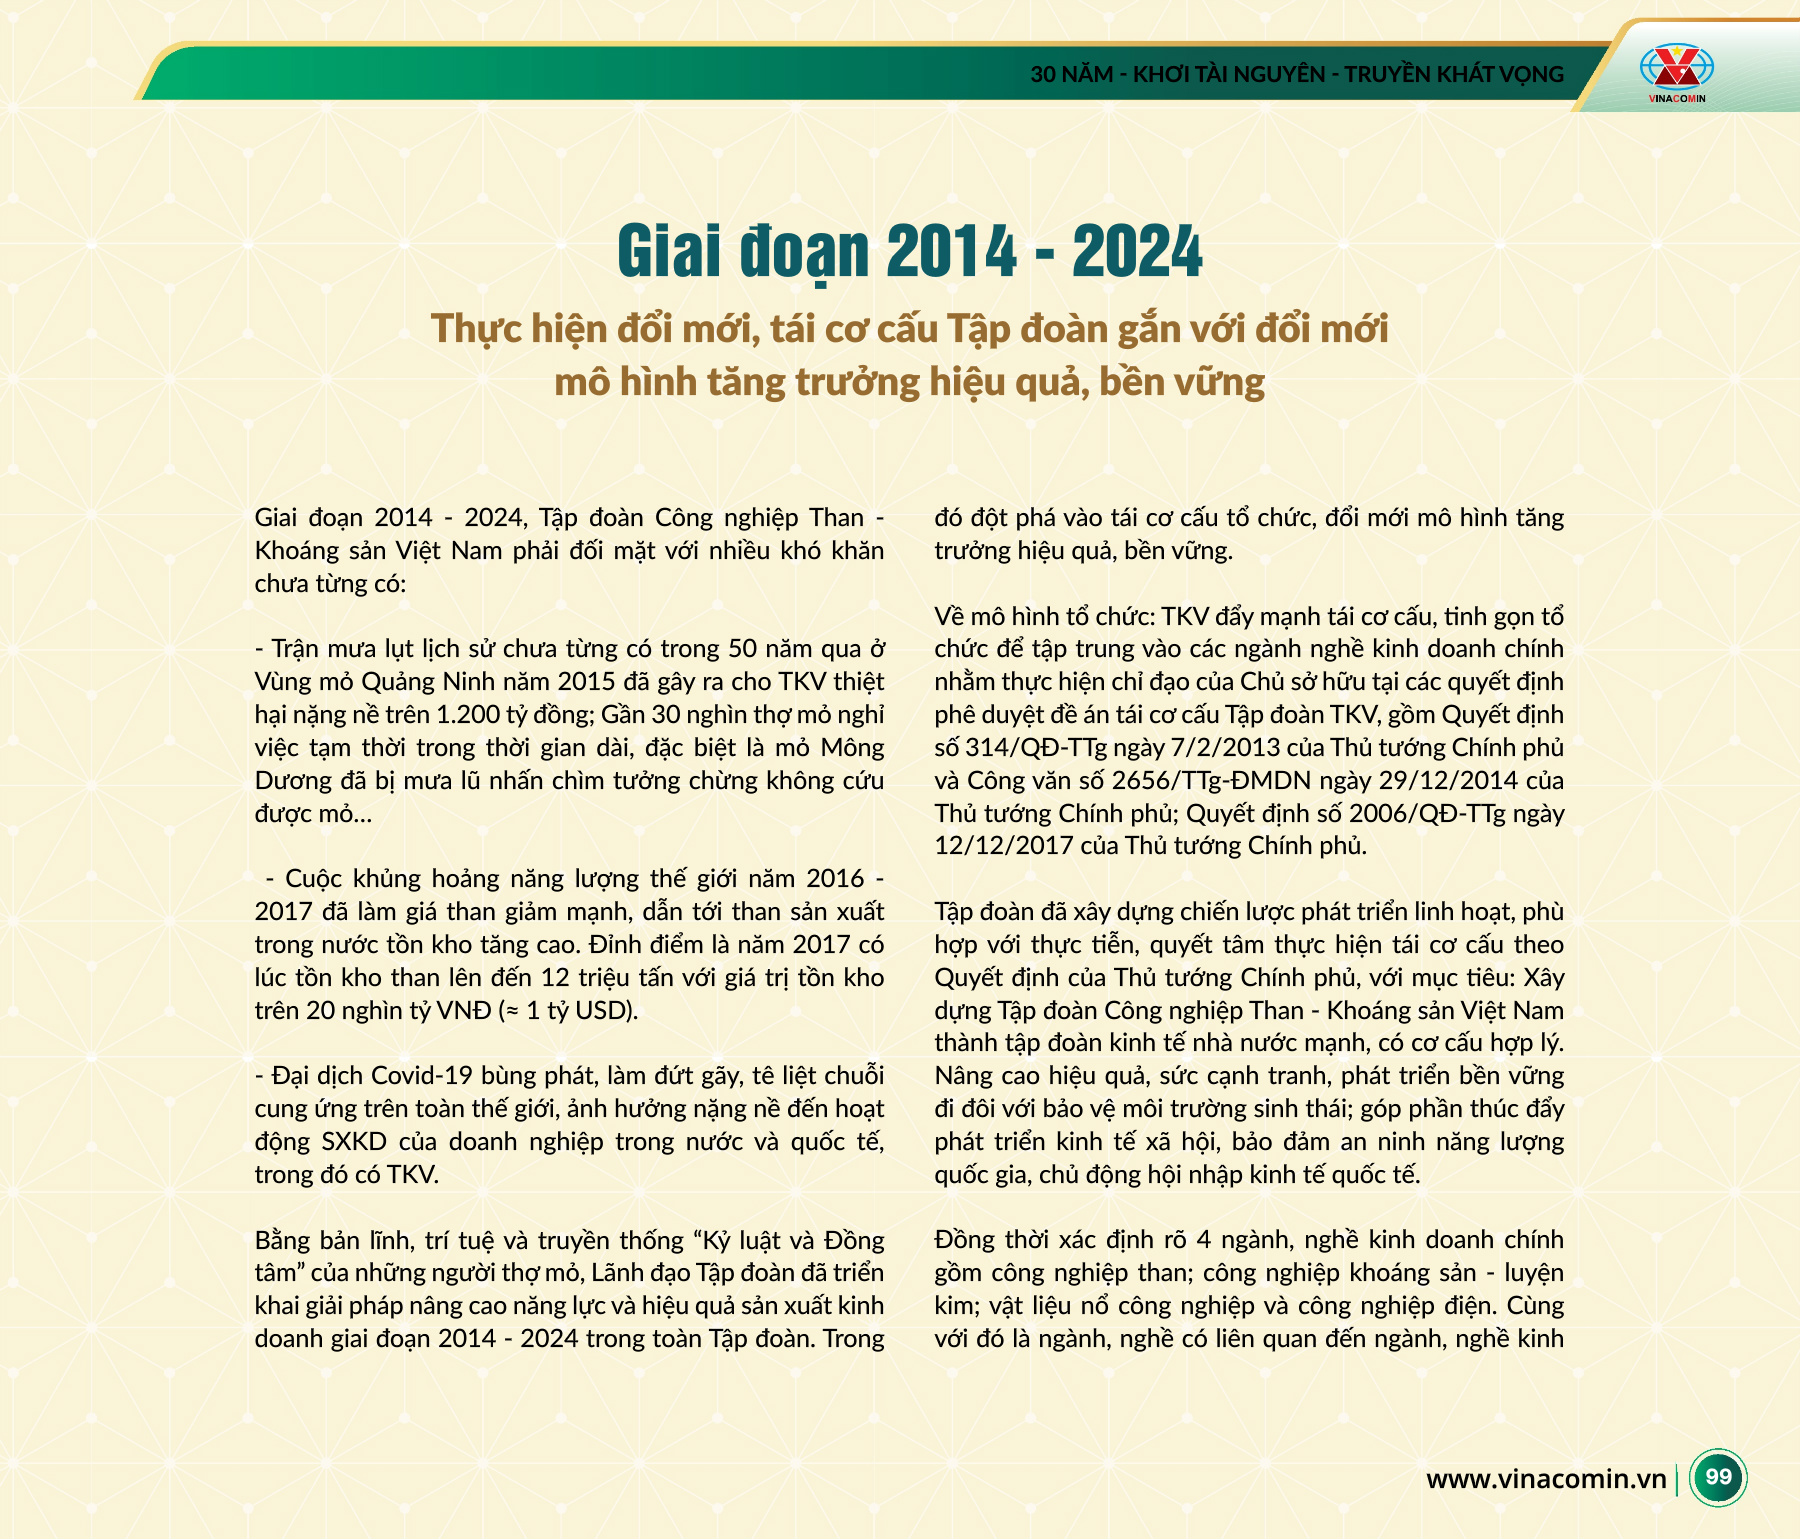 30 NĂM - KHƠI TÀI NGUYÊN - TRUYỀN KHÁT VỌNG
VINACOMIN
Giai đoạn 2014 - 2024
Thực hiện đổi mới, tái cơ cấu Tập đoàn gắn với đổi mới
mô hình tăng trưởng hiệu quả, bền vững
Giai đoạn 2014 - 2024, Tập đoàn Công nghiệp Than -
Khoáng sản Việt Nam phải đối mặt với nhiều khó khăn
chưa từng có:
- Trận mưa lụt lịch sử chưa từng có trong 50 năm qua ở
Vùng mỏ Quảng Ninh năm 2015 đã gây ra cho TKV thiệt
hại nặng nề trên 1.200 tỷ đồng; Gần 30 nghìn thợ mỏ nghỉ
việc tạm thời trong thời gian dài, đặc biệt là mỏ Mông
Dương đã bị mưa lũ nhấn chìm tưởng chừng không cứu
được mỏ...
- Cuộc khủng hoảng năng lượng thế giới năm 2016 -
2017 đã làm giá than giảm mạnh, dẫn tới than sản xuất
trong nước tồn kho tăng cao. Đỉnh điểm là năm 2017 có
lúc tồn kho than lên đến 12 triệu tấn với giá trị tồn kho
trên 20 nghìn tỷ VNĐ (≈ 1 tỷ USD).
- Đại dịch Covid-19 bùng phát, làm đứt gãy, tê liệt chuỗi
cung ứng trên toàn thế giới, ảnh hưởng nặng nề đến hoạt
động SXKD của doanh nghiệp trong nước và quốc tế,
trong đó có TKV.
Bằng bản lĩnh, trí tuệ và truyền thống “Kỷ luật và Đồng
tâm” của những người thợ mỏ, Lãnh đạo Tập đoàn đã triển
khai giải pháp nâng cao năng lực và hiệu quả sản xuất kinh
doanh giai đoạn 2014 - 2024 trong toàn Tập đoàn. Trong
đó đột phá vào tái cơ cấu tổ chức, đổi mới mô hình tăng
trưởng hiệu quả, bền vững.
Về mô hình tổ chức: TKV đẩy mạnh tái cơ cấu, tinh gọn tổ
chức để tập trung vào các ngành nghề kinh doanh chính
nhằm thực hiện chỉ đạo của Chủ sở hữu tại các quyết định
phê duyệt đề án tái cơ cấu Tập đoàn TKV, gồm Quyết định
số 314/QĐ-TTg ngày 7/2/2013 của Thủ tướng Chính phủ
và Công văn số 2656/TTg-ĐMDN ngày 29/12/2014 của
Thủ tướng Chính phủ; Quyết định số 2006/QĐ-TTg ngày
12/12/2017 của Thủ tướng Chính phủ.
Tập đoàn đã xây dựng chiến lược phát triển linh hoạt, phù
hợp với thực tiễn, quyết tâm thực hiện tái cơ cấu theo
Quyết định của Thủ tướng Chính phủ, với mục tiêu: Xây
dựng Tập đoàn Công nghiệp Than - Khoáng sản Việt Nam
thành tập đoàn kinh tế nhà nước mạnh, có cơ cấu hợp lý.
Nâng cao hiệu quả, sức cạnh tranh, phát triển bền vững
đi đôi với bảo vệ môi trường sinh thái; góp phần thúc đẩy
phát triển kinh tế xã hội, bảo đảm an ninh năng lượng
quốc gia, chủ động hội nhập kinh tế quốc tế.
Đồng thời xác định rõ 4 ngành, nghề kinh doanh chính
gồm công nghiệp than; công nghiệp khoáng sản - luyện
kim; vật liệu nổ công nghiệp và công nghiệp điện. Cùng
với đó là ngành, nghề có liên quan đến ngành, nghề kinh
www.vinacomin.vn
99